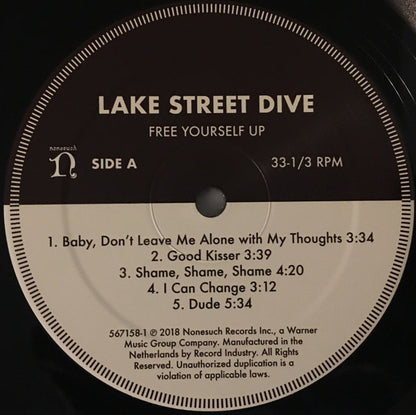 LAKE STREET DIVE
FREE YOURSELF UP
nonesuch
SIDE A
33-1/3 RPM
1. Baby, Don't Leave Me Alone with My Thoughts 3:34
2. Good Kisser 3:39
3. Shame, Shame, Shame 4:20
4. I Can Change 3:12
5. Dude 5:34
567158-1 ℗ 2018 Nonesuch Records Inc., a Warner
Music Group Company. Manufactured in the
Netherlands by Record Industry. All Rights
Reserved. Unauthorized duplication is a
violation of applicable laws.